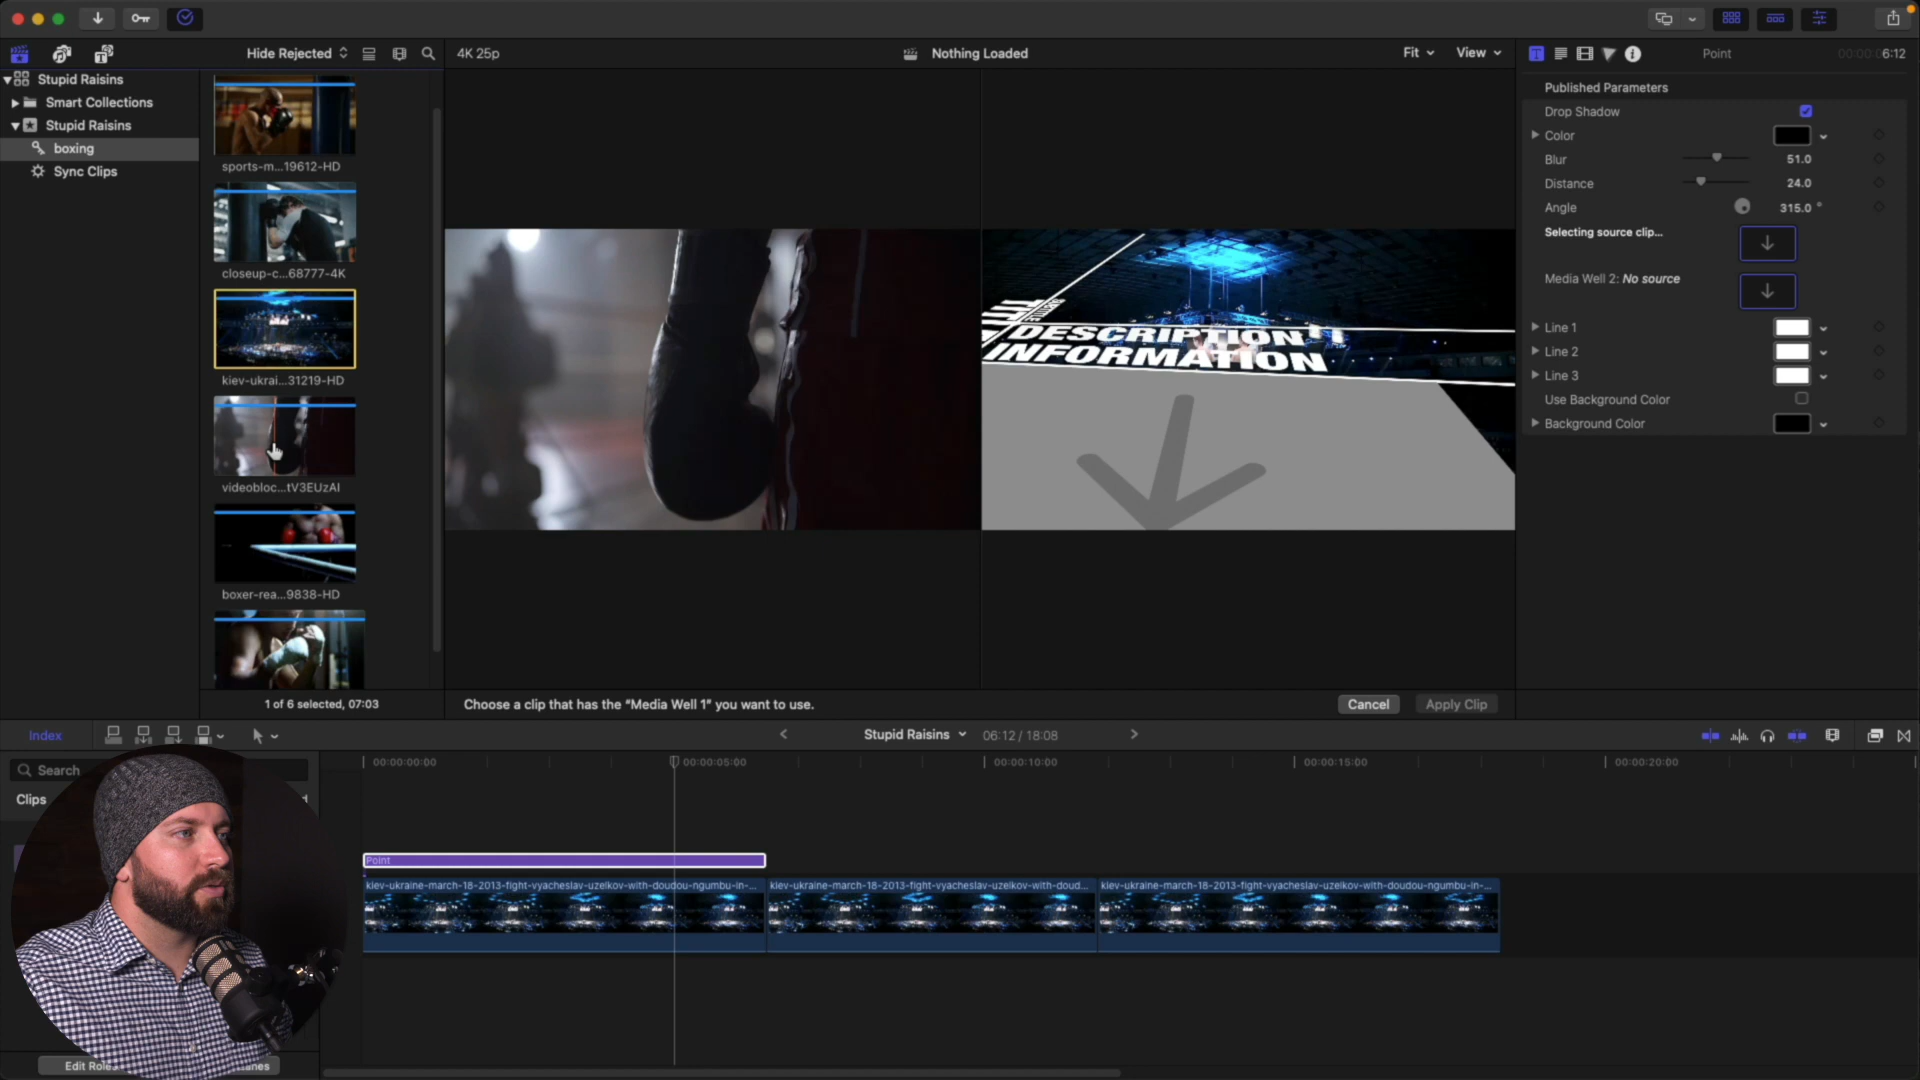 Hide Rejected
4K 25p
Nothing Loaded
Fit
View
Point
00:00:06:12
Stupid Raisins
Smart Collections
Stupid Raisins
boxing
Sync Clips
sports-m...19612-HD
closeup-c...68777-4K
kiev-ukrai...31219-HD
videobloc...tV3EUzAI
boxer-rea...9838-HD
1 of 6 selected, 07:03
DESCRIPTION
INFORMATION
Published Parameters
Drop Shadow
Color
Blur 51.0
Distance 24.0
Angle 315.0 °
Selecting source clip...
Media Well 2: No source
Line 1
Line 2
Line 3
Use Background Color
Background Color
Choose a clip that has the “Media Well 1” you want to use.
Cancel
Apply Clip
Index
Stupid Raisins
06:12 / 18:08
Search
Clips
00:00:00:00
00:00:05:00
00:00:10:00
00:00:15:00
00:00:20:00
Point
kiev-ukraine-march-18-2013-fight-vyacheslav-uzelkov-with-doudou-ngumbu-in-...
kiev-ukraine-march-18-2013-fight-vyacheslav-uzelkov-with-doud...
kiev-ukraine-march-18-2013-fight-vyacheslav-uzelkov-with-doudou-ngumbu-in-...
Edit Role